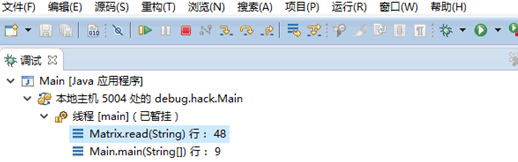 文件(F) 编辑(E) 源码(S) 重构(T) 浏览(N) 搜索(A) 项目(P) 运行(R) 窗口(W) 帮助(H)
010
调试
Main [Java 应用程序]
本地主机 5004 处的 debug.hack.Main
线程 [main]（已暂挂）
Matrix.read(String) 行： 48
Main.main(String[]) 行： 9